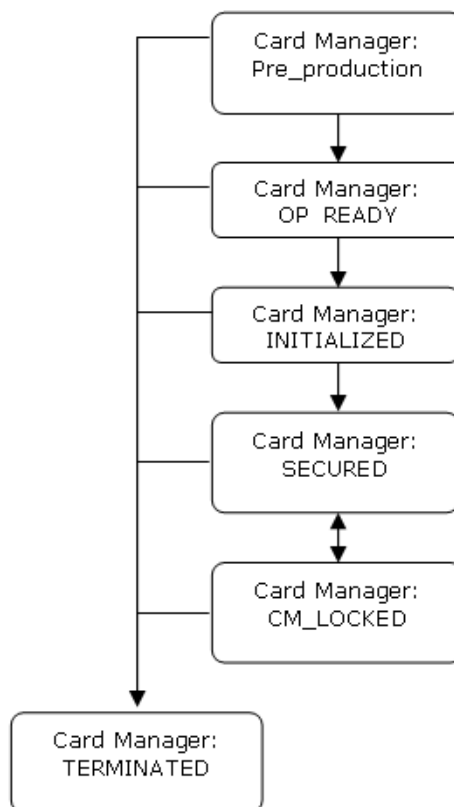 Card Manager:
Pre_production
Card Manager:
OP READY
Card Manager:
INITIALIZED
Card Manager:
SECURED
Card Manager:
CM_LOCKED
Card Manager:
TERMINATED